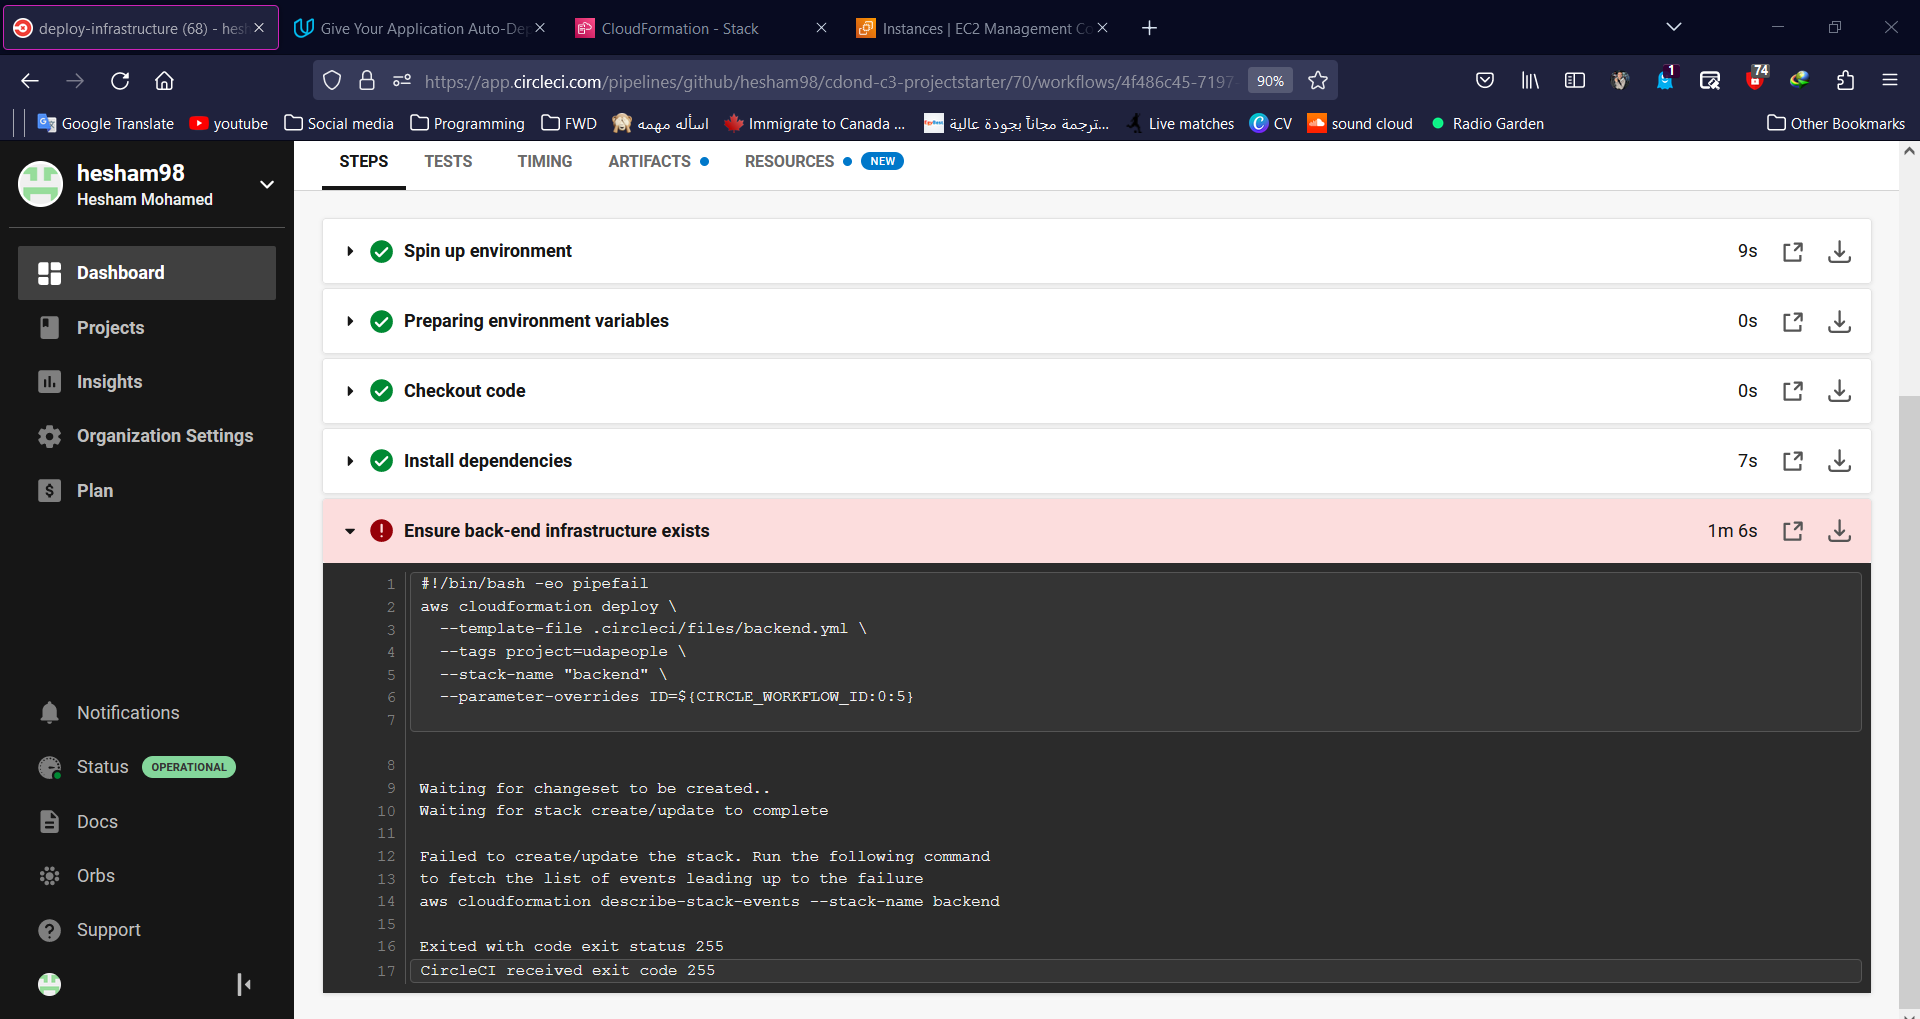 deploy-infrastructure (68) - hesh
Give Your Application Auto-Dep
CloudFormation - Stack
Instances | EC2 Management Co
https://app.circleci.com/pipelines/github/hesham98/cdond-c3-projectstarter/70/workflows/4f486c45-7197-
90%
1
74
Google Translate
youtube
Social media
Programming
FWD
اسأله مهمه
Immigrate to Canada ...
ترجمة مجاناً بجودة عالية...
Live matches
CV
sound cloud
Radio Garden
Other Bookmarks
hesham98
Hesham Mohamed
Dashboard
Projects
Insights
Organization Settings
Plan
Notifications
Status OPERATIONAL
Docs
Orbs
Support
STEPS TESTS TIMING ARTIFACTS RESOURCES NEW
Spin up environment 9s
Preparing environment variables 0s
Checkout code 0s
Install dependencies 7s
Ensure back-end infrastructure exists 1m 6s
1 #!/bin/bash -eo pipefail
2 aws cloudformation deploy \
3 --template-file .circleci/files/backend.yml \
4 --tags project=udapeople \
5 --stack-name "backend" \
6 --parameter-overrides ID=${CIRCLE_WORKFLOW_ID:0:5}
7
8
9 Waiting for changeset to be created..
10 Waiting for stack create/update to complete
11
12 Failed to create/update the stack. Run the following command
13 to fetch the list of events leading up to the failure
14 aws cloudformation describe-stack-events --stack-name backend
15
16 Exited with code exit status 255
17 CircleCI received exit code 255